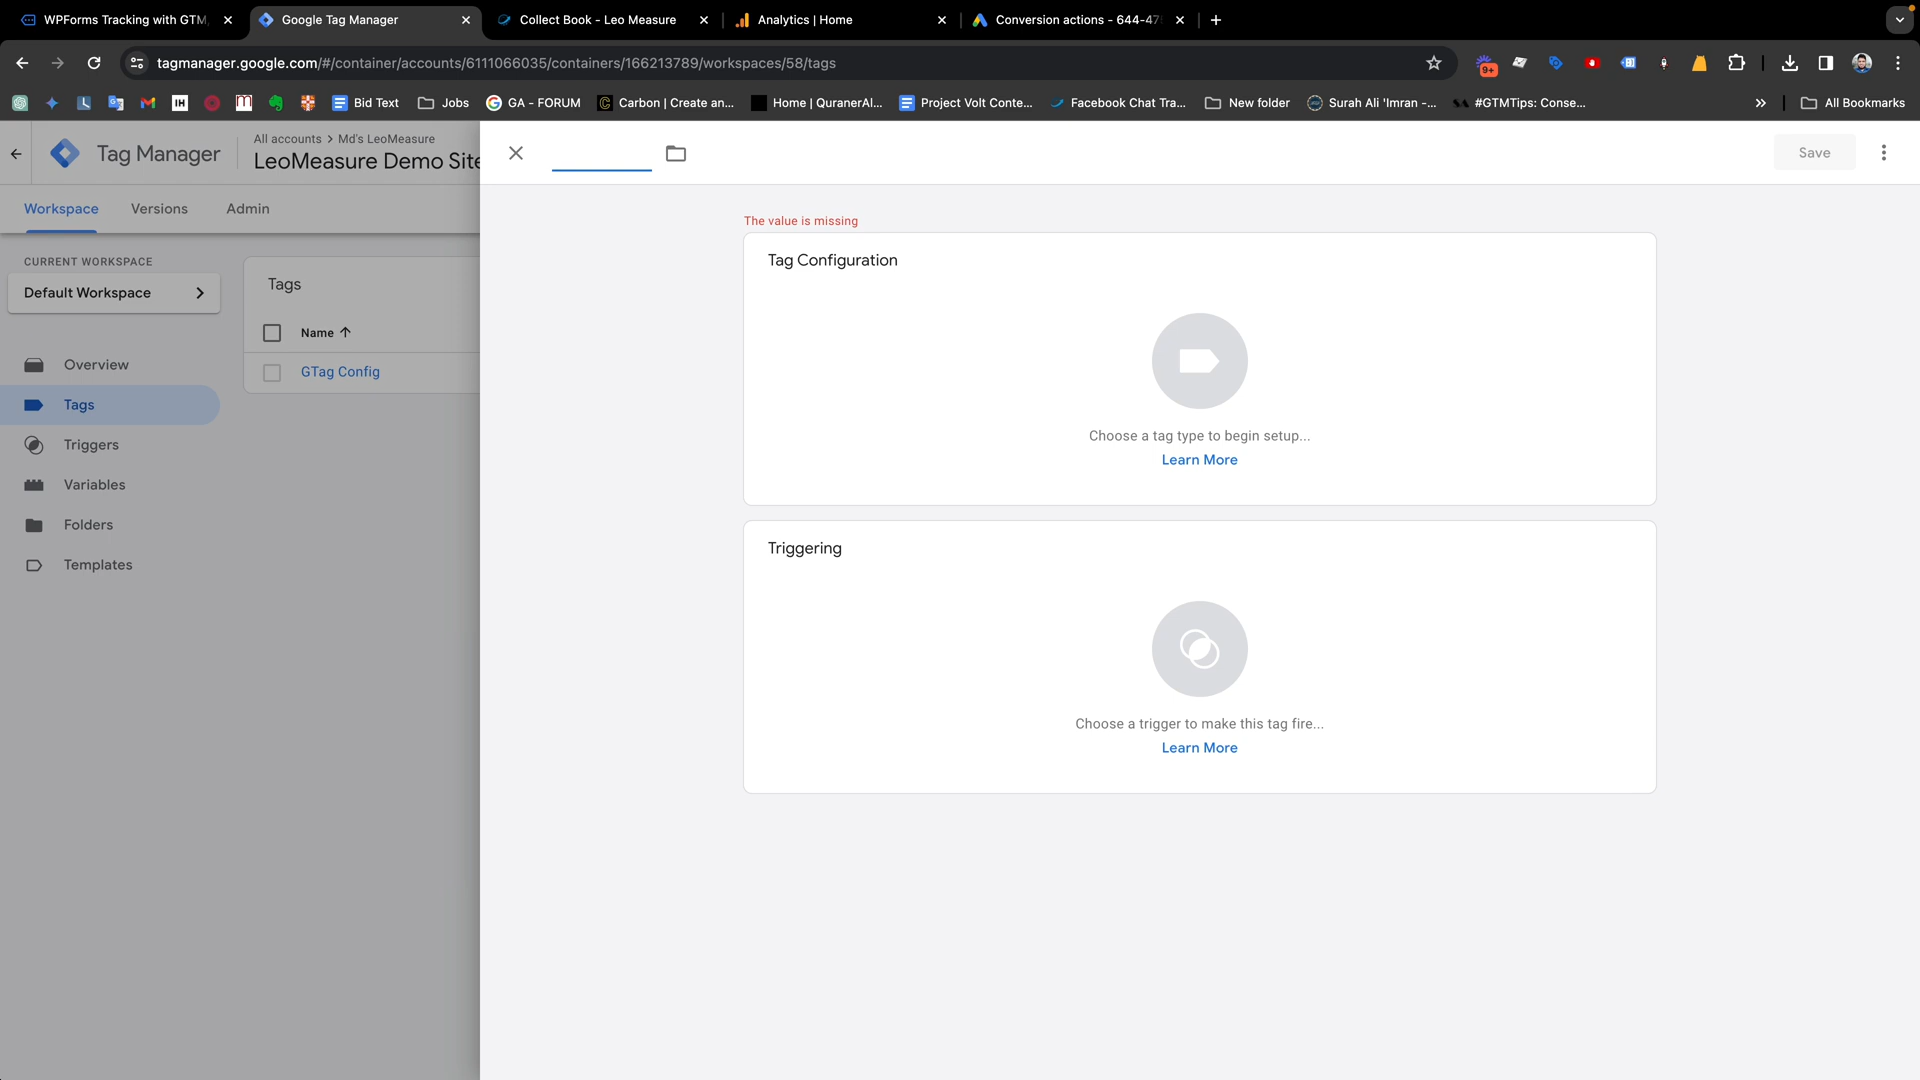 WPForms Tracking with GTM,
Google Tag Manager
Collect Book - Leo Measure
Analytics | Home
Conversion actions - 644-475
tagmanager.google.com/#/container/accounts/6111066035/containers/166213789/workspaces/58/tags
9+
Bid Text
Jobs
GA - FORUM
Carbon | Create an...
Home | QuranerAl...
Project Volt Conte...
Facebook Chat Tra...
New folder
Surah Ali 'Imran -...
#GTMTips: Conse...
All Bookmarks
Tag Manager
All accounts > Md's LeoMeasure
LeoMeasure Demo Site
Save
Workspace
Versions
Admin
CURRENT WORKSPACE
Default Workspace
Overview
Tags
Triggers
Variables
Folders
Templates
Tags
Name
GTag Config
The value is missing
Tag Configuration
Choose a tag type to begin setup...
Learn More
Triggering
Choose a trigger to make this tag fire...
Learn More